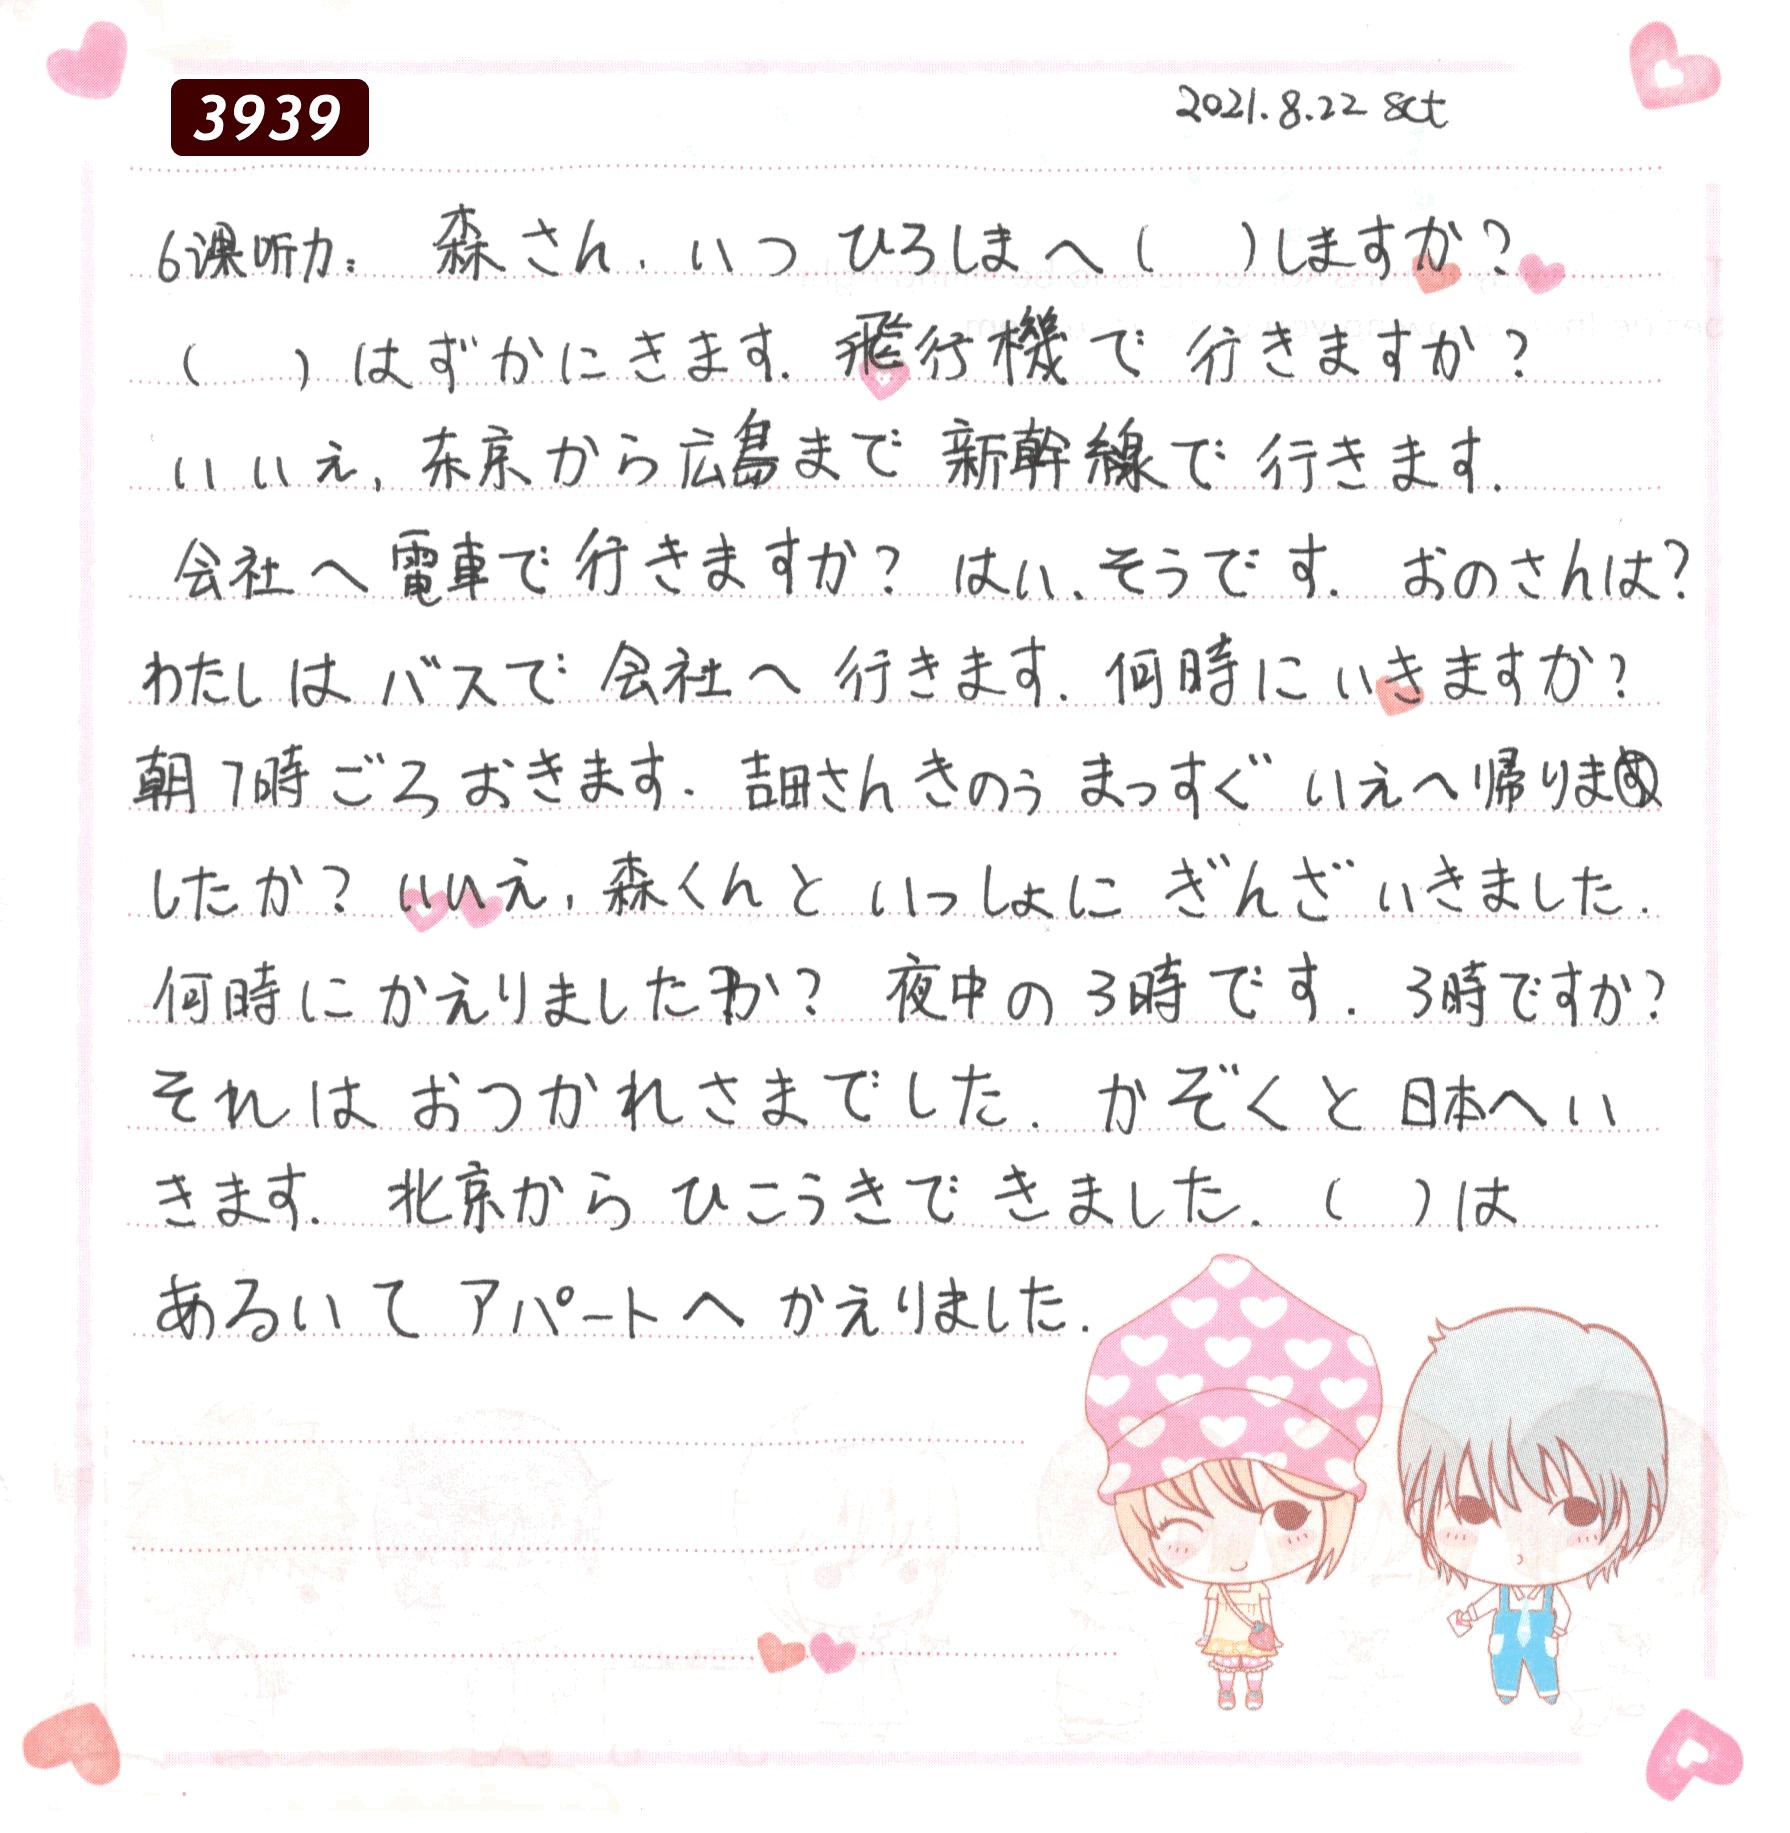 3939
2021.8.22 sct
6课听力: 森さん、いつ ひろしまへ( )しますか?
( )はずかにきます. 飛行機で 行きますか?
いいえ, 东京から広島まで 新幹線で 行きます.
会社へ電車で行きますか? はい、そうです. おのさんは?
わたしは バスで 会社へ 行きます. 何時に いきますか?
朝7時ごろおきます. 吉田さんきのう まっすぐ いえへ帰りま
したか? いいえ, 森くんと いっしょに ぎんざ いきました.
何時に かえりましたか? 夜中の 3時です. 3時ですか?
それは おつかれさまでした. かぞくと 日本へい
きます. 北京から ひこうきで きました. ( )は
あるいて アパートへ かえりました.